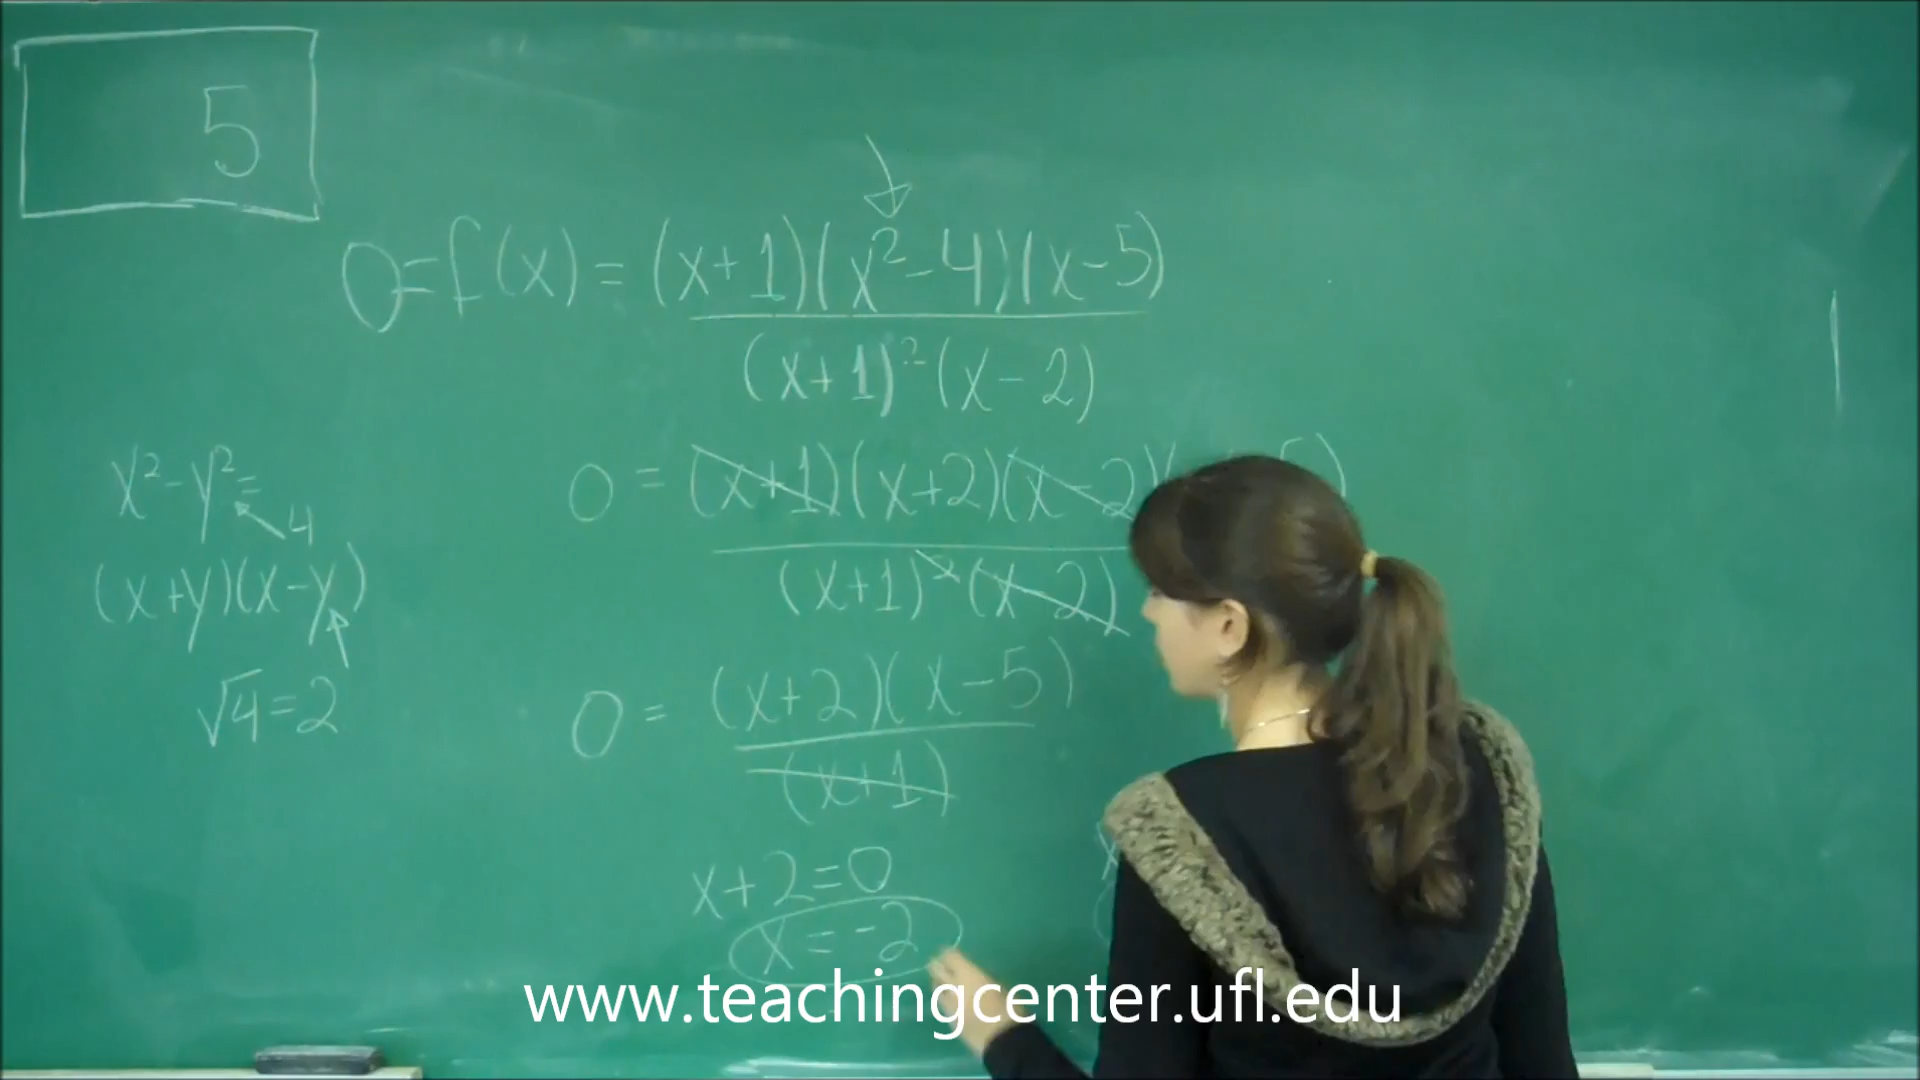 5
0=f(x) = (x+1)(x²-4)(x-5)
(x+1)²(x-2)
0 = (x+1)(x+2)(x-2)
(x+1)²(x-2)
0 = (x+2)(x-5)
(x+1)
x+2=0
x=-2
x²-y²=
4
(x+y)(x-y)
√4=2
www.teachingcenter.ufl.edu